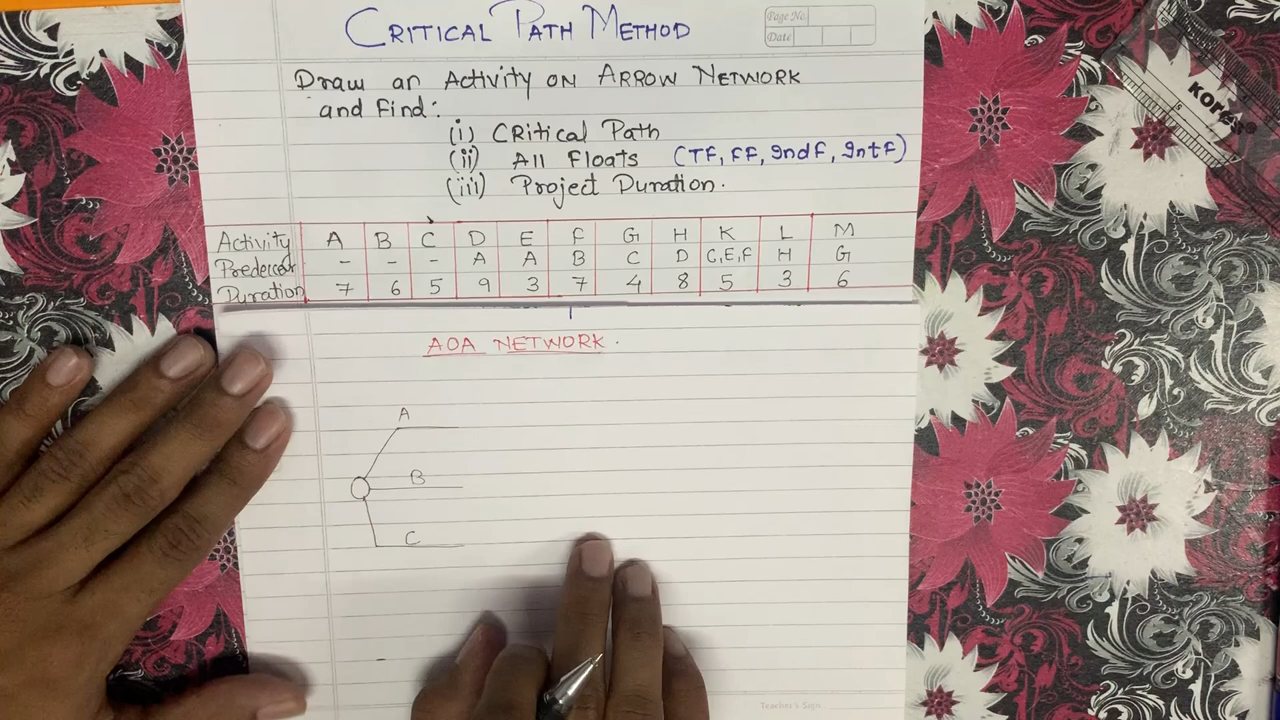 CRITICAL PATH METHOD
Page No.
Date
Draw an Activity ON ARROW NETWORK
and Find:
(i) CRitical Path
(ii) All Floats (TF, FF, IndF, IntF)
(iii) Project Duration.
Activity A B C D E F G H K L M
Predecessor - - - A A B C D C,E,F H G
Duration 7 6 5 9 3 7 4 8 5 3 6
AOA NETWORK.
A
B
C
Teacher's Sign
kores